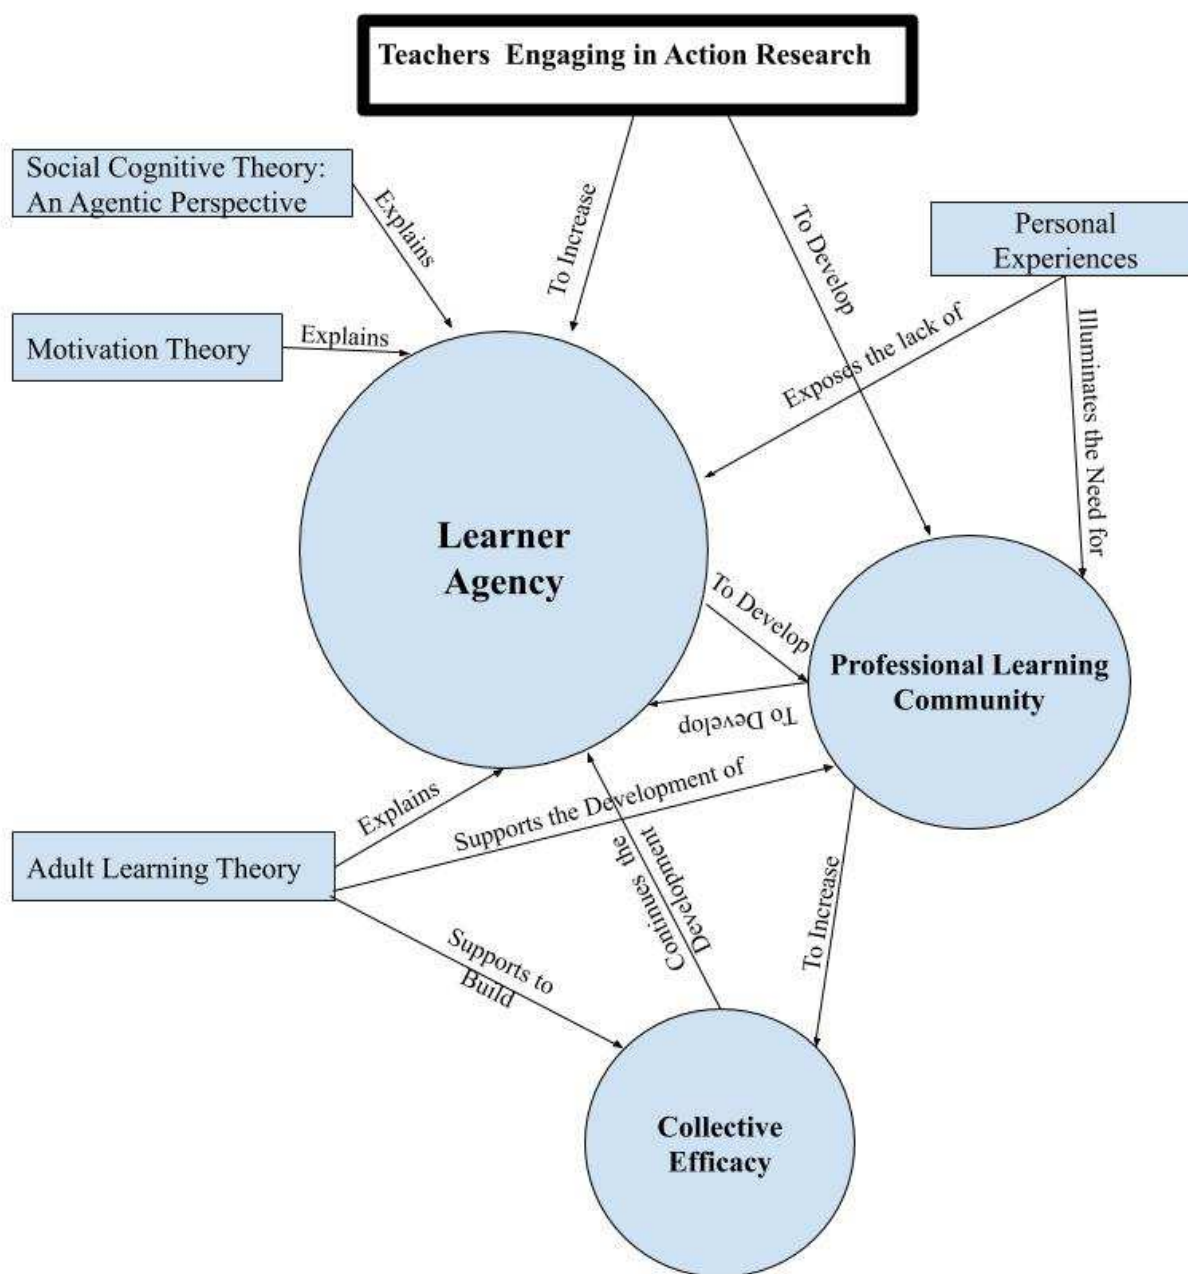 Teachers Engaging in Action Research
Social Cognitive Theory:
An Agentic Perspective
Explains
To Increase
To Develop
Personal
Experiences
Motivation Theory
Explains
Exposes the lack of
Illuminates the Need for
Learner
Agency
To Develop
Professional Learning
Community
To Develop
Explains
Supports the Development of
Adult Learning Theory
Continues the
Development
To Increase
Supports to
Build
Collective
Efficacy